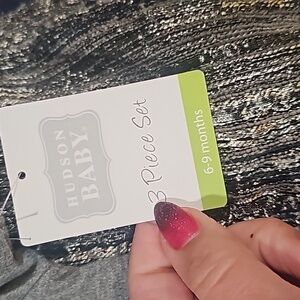 HUDSON
BABY
3 Piece Set
6-9 months